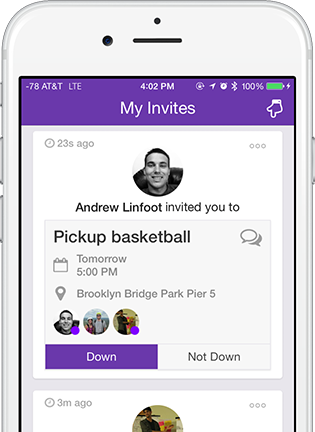 -78 AT&T LTE 4:02 PM 100%
My Invites
23s ago
Andrew Linfoot invited you to
Pickup basketball
Tomorrow
5:00 PM
Brooklyn Bridge Park Pier 5
Down Not Down
3m ago